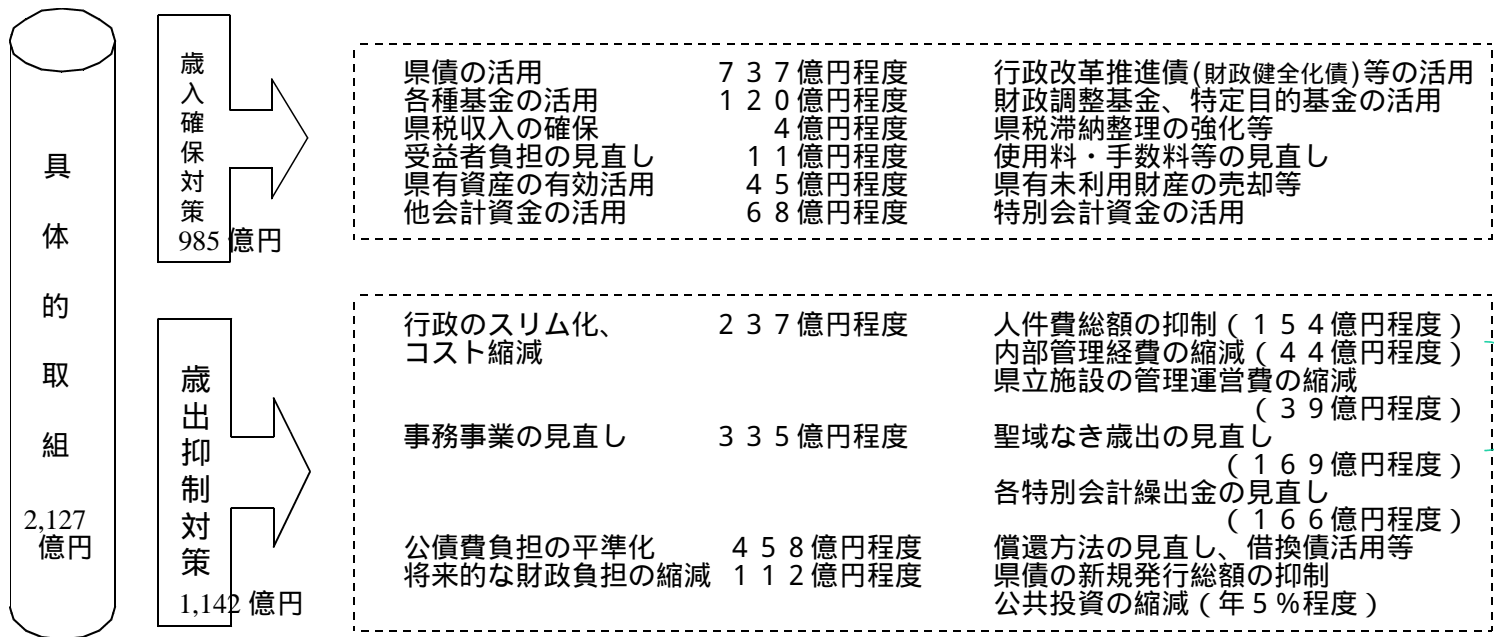 具体的取組
2,127
億円
歳入確保対策
985 億円
県債の活用 737億円程度 行政改革推進債(財政健全化債)等の活用
各種基金の活用 120億円程度 財政調整基金、特定目的基金の活用
県税収入の確保 4億円程度 県税滞納整理の強化等
受益者負担の見直し 11億円程度 使用料・手数料等の見直し
県有資産の有効活用 45億円程度 県有未利用財産の売却等
他会計資金の活用 68億円程度 特別会計資金の活用
歳出抑制対策
1,142 億円
行政のスリム化、 237億円程度 人件費総額の抑制(154億円程度)
コスト縮減 内部管理経費の縮減(44億円程度)
県立施設の管理運営費の縮減
(39億円程度)
事務事業の見直し 335億円程度 聖域なき歳出の見直し
(169億円程度)
各特別会計繰出金の見直し
(166億円程度)
公債費負担の平準化 458億円程度 償還方法の見直し、借換債活用等
将来的な財政負担の縮減 112億円程度 県債の新規発行総額の抑制
公共投資の縮減(年5%程度)